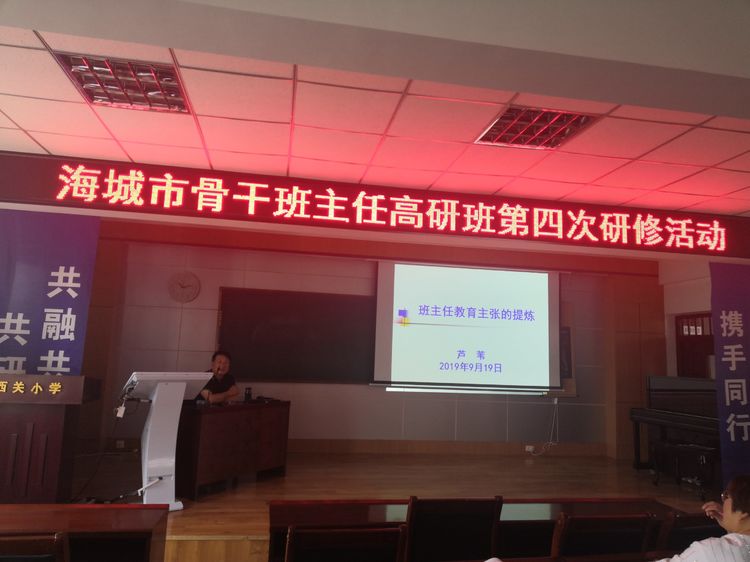 海城市骨干班主任高研班第四次研修活动
班主任教育主张的提炼
芦 苇
2019年9月19日
共融共
共研
西关小学
携手同行